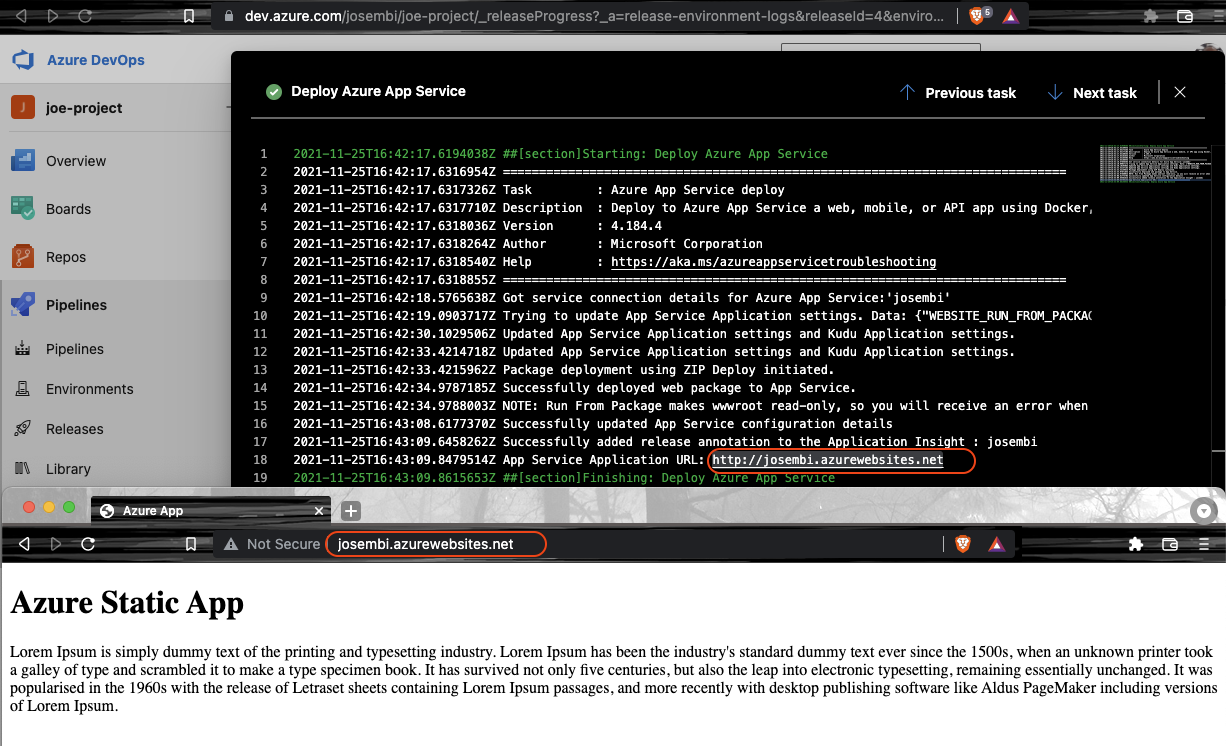 dev.azure.com/josembi/joe-project/_releaseProgress?_a=release-environment-logs&releaseId=4&enviro...
6
Azure DevOps
J joe-project
Overview
Boards
Repos
Pipelines
Pipelines
Environments
Releases
Library
Deploy Azure App Service
Previous task
Next task
1 2021-11-25T16:42:17.6194038Z ##[section]Starting: Deploy Azure App Service
2 2021-11-25T16:42:17.6316954Z ==============================================================================
3 2021-11-25T16:42:17.6317326Z Task         : Azure App Service deploy
4 2021-11-25T16:42:17.6317710Z Description  : Deploy to Azure App Service a web, mobile, or API app using Docker,
5 2021-11-25T16:42:17.6318036Z Version      : 4.184.4
6 2021-11-25T16:42:17.6318264Z Author       : Microsoft Corporation
7 2021-11-25T16:42:17.6318540Z Help         : https://aka.ms/azureappservicetroubleshooting
8 2021-11-25T16:42:17.6318855Z ==============================================================================
9 2021-11-25T16:42:18.5765638Z Got service connection details for Azure App Service:'josembi'
10 2021-11-25T16:42:19.0903717Z Trying to update App Service Application settings. Data: {"WEBSITE_RUN_FROM_PACKAG
11 2021-11-25T16:42:30.1029506Z Updated App Service Application settings and Kudu Application settings.
12 2021-11-25T16:42:33.4214718Z Updated App Service Application settings and Kudu Application settings.
13 2021-11-25T16:42:33.4215962Z Package deployment using ZIP Deploy initiated.
14 2021-11-25T16:42:34.9787185Z Successfully deployed web package to App Service.
15 2021-11-25T16:42:34.9788003Z NOTE: Run From Package makes wwwroot read-only, so you will receive an error when
16 2021-11-25T16:43:08.6177370Z Successfully updated App Service configuration details
17 2021-11-25T16:43:09.6458262Z Successfully added release annotation to the Application Insight : josembi
18 2021-11-25T16:43:09.8479514Z App Service Application URL: http://josembi.azurewebsites.net
19 2021-11-25T16:43:09.8615653Z ##[section]Finishing: Deploy Azure App Service
Azure App
Not Secure josembi.azurewebsites.net
Azure Static App
Lorem Ipsum is simply dummy text of the printing and typesetting industry. Lorem Ipsum has been the industry's standard dummy text ever since the 1500s, when an unknown printer took
a galley of type and scrambled it to make a type specimen book. It has survived not only five centuries, but also the leap into electronic typesetting, remaining essentially unchanged. It was
popularised in the 1960s with the release of Letraset sheets containing Lorem Ipsum passages, and more recently with desktop publishing software like Aldus PageMaker including versions
of Lorem Ipsum.